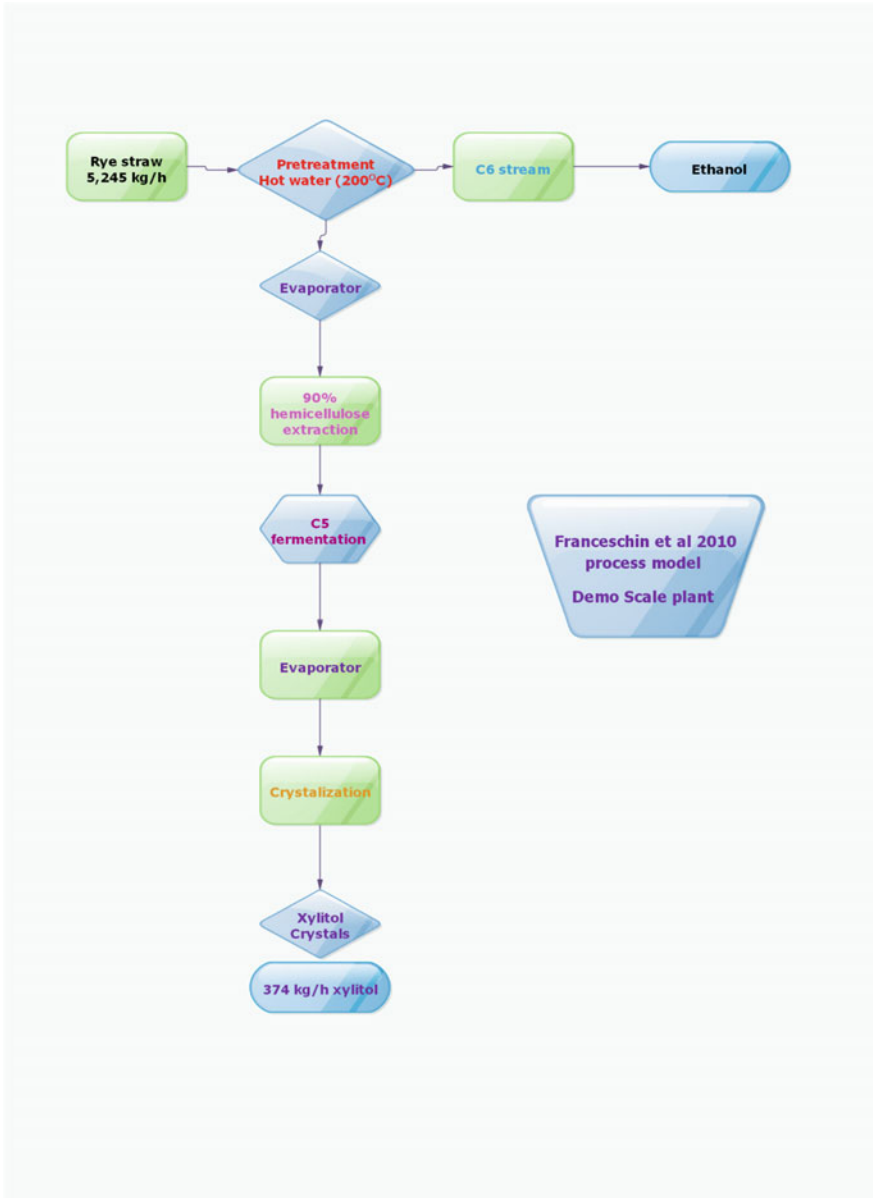 Rye straw
5,245 kg/h
Pretreatment
Hot water (200⁰C)
C6 stream
Ethanol
Evaporator
90%
hemicellulose
extraction
C5
fermentation
Franceschin et al 2010
process model
Demo Scale plant
Evaporator
Crystalization
Xylitol
Crystals
374 kg/h xylitol